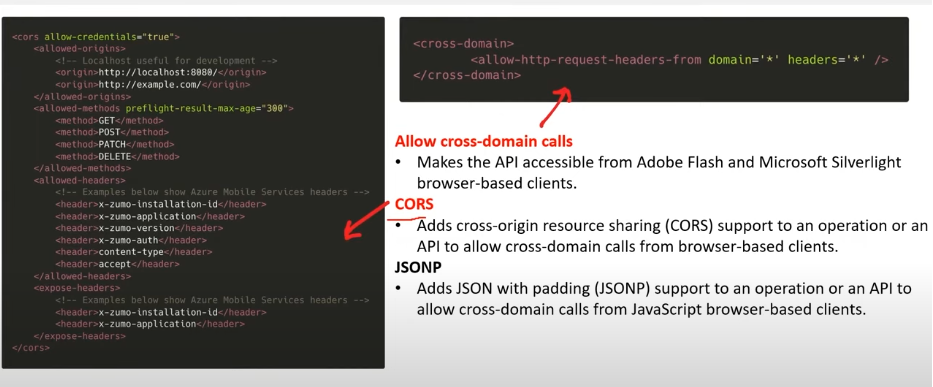 <cors allow-credentials="true">
<allowed-origins>
<!-- Localhost useful for development -->
<origin>http://localhost:8080/</origin>
<origin>http://example.com/</origin>
</allowed-origins>
<allowed-methods preflight-result-max-age="300">
<method>GET</method>
<method>POST</method>
<method>PATCH</method>
<method>DELETE</method>
</allowed-methods>
<allowed-headers>
<!-- Examples below show Azure Mobile Services headers -->
<header>x-zumo-installation-id</header>
<header>x-zumo-application</header>
<header>x-zumo-version</header>
<header>x-zumo-auth</header>
<header>content-type</header>
<header>accept</header>
</allowed-headers>
<expose-headers>
<!-- Examples below show Azure Mobile Services headers -->
<header>x-zumo-installation-id</header>
<header>x-zumo-application</header>
</expose-headers>
</cors>
<cross-domain>
<allow-http-request-headers-from domain='*' headers='*' />
</cross-domain>
Allow cross-domain calls
• Makes the API accessible from Adobe Flash and Microsoft Silverlight
browser-based clients.
CORS
• Adds cross-origin resource sharing (CORS) support to an operation or an
API to allow cross-domain calls from browser-based clients.
JSONP
• Adds JSON with padding (JSONP) support to an operation or an API to
allow cross-domain calls from JavaScript browser-based clients.